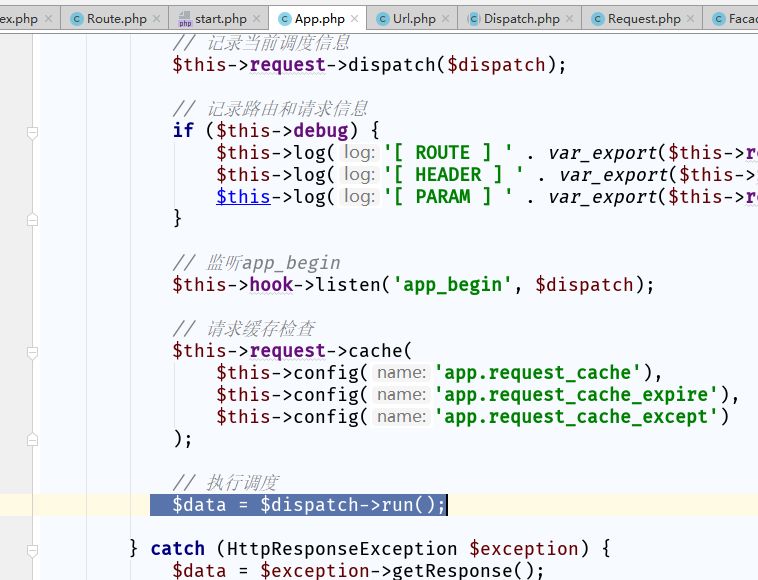 ex.php × Route.php × start.php × App.php × Url.php × Dispatch.php × Request.php × Facad
// 记录当前调度信息
$this->request->dispatch($dispatch);
// 记录路由和请求信息
if ($this->debug) {
$this->log( log: '[ ROUTE ] ' . var_export($this->re
$this->log( log: '[ HEADER ] ' . var_export($this->
$this->log( log: '[ PARAM ] ' . var_export($this->re
}
// 监听app_begin
$this->hook->listen('app_begin', $dispatch);
// 请求缓存检查
$this->request->cache(
$this->config( name: 'app.request_cache'),
$this->config( name: 'app.request_cache_expire'),
$this->config( name: 'app.request_cache_except')
);
// 执行调度
$data = $dispatch->run();
} catch (HttpResponseException $exception) {
$data = $exception->getResponse();